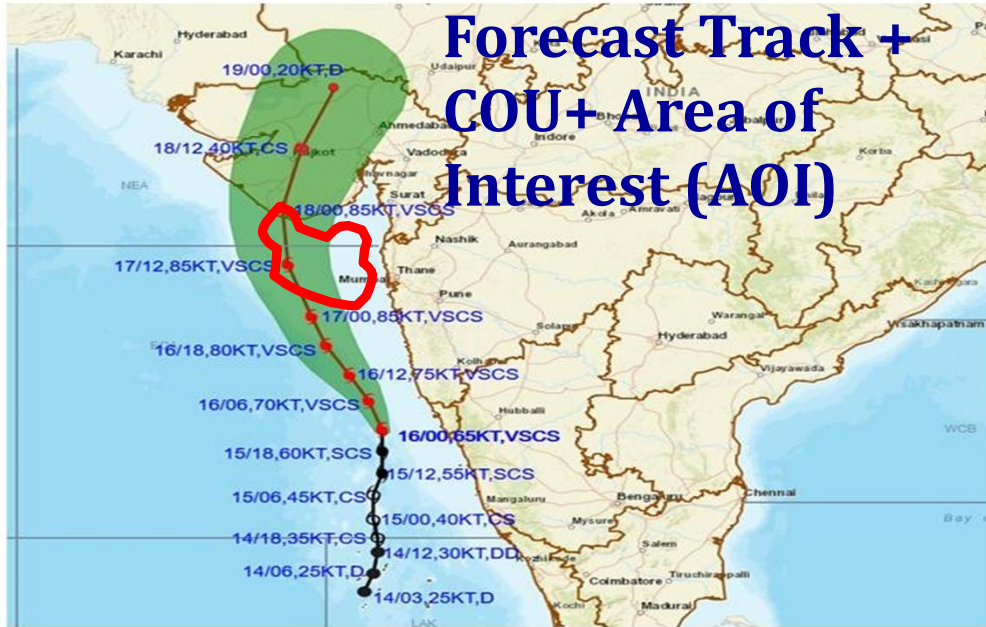 Forecast Track +
COU+ Area of
Interest (AOI)
Hyderabad
Karachi
Udaipur
19/00,20KT,D
INDIA
Ahmedabad
18/12,40KT,CS
Indore
Korba
Vadodara
NEA
Surat
18/00,85KT,VSCS
Akola
Amravati
Nashik
Aurangabad
17/12,85KT,VSCS
Thane
Pune
17/00,85KT,VSCS
Warangal
Visakhapatnam
Solapur
Hyderabad
16/18,80KT,VSCS
Vijayawada
16/12,75KT,VSCS
16/06,70KT,VSCS
Hubballi
WCB
16/00,65KT,VSCS
15/18,60KT,SCS
15/12,55KT,SCS
15/06,45KT,CS
Mangaluru
Bengaluru
Chennai
15/00,40KT,CS
Mysuru
Bay
14/18,35KT,CS
Salem
14/12,30KT,DD
Kozhikode
14/06,25KT,D
Coimbatore
Tiruchirappalli
14/03,25KT,D
Kochi
Madurai
LAK